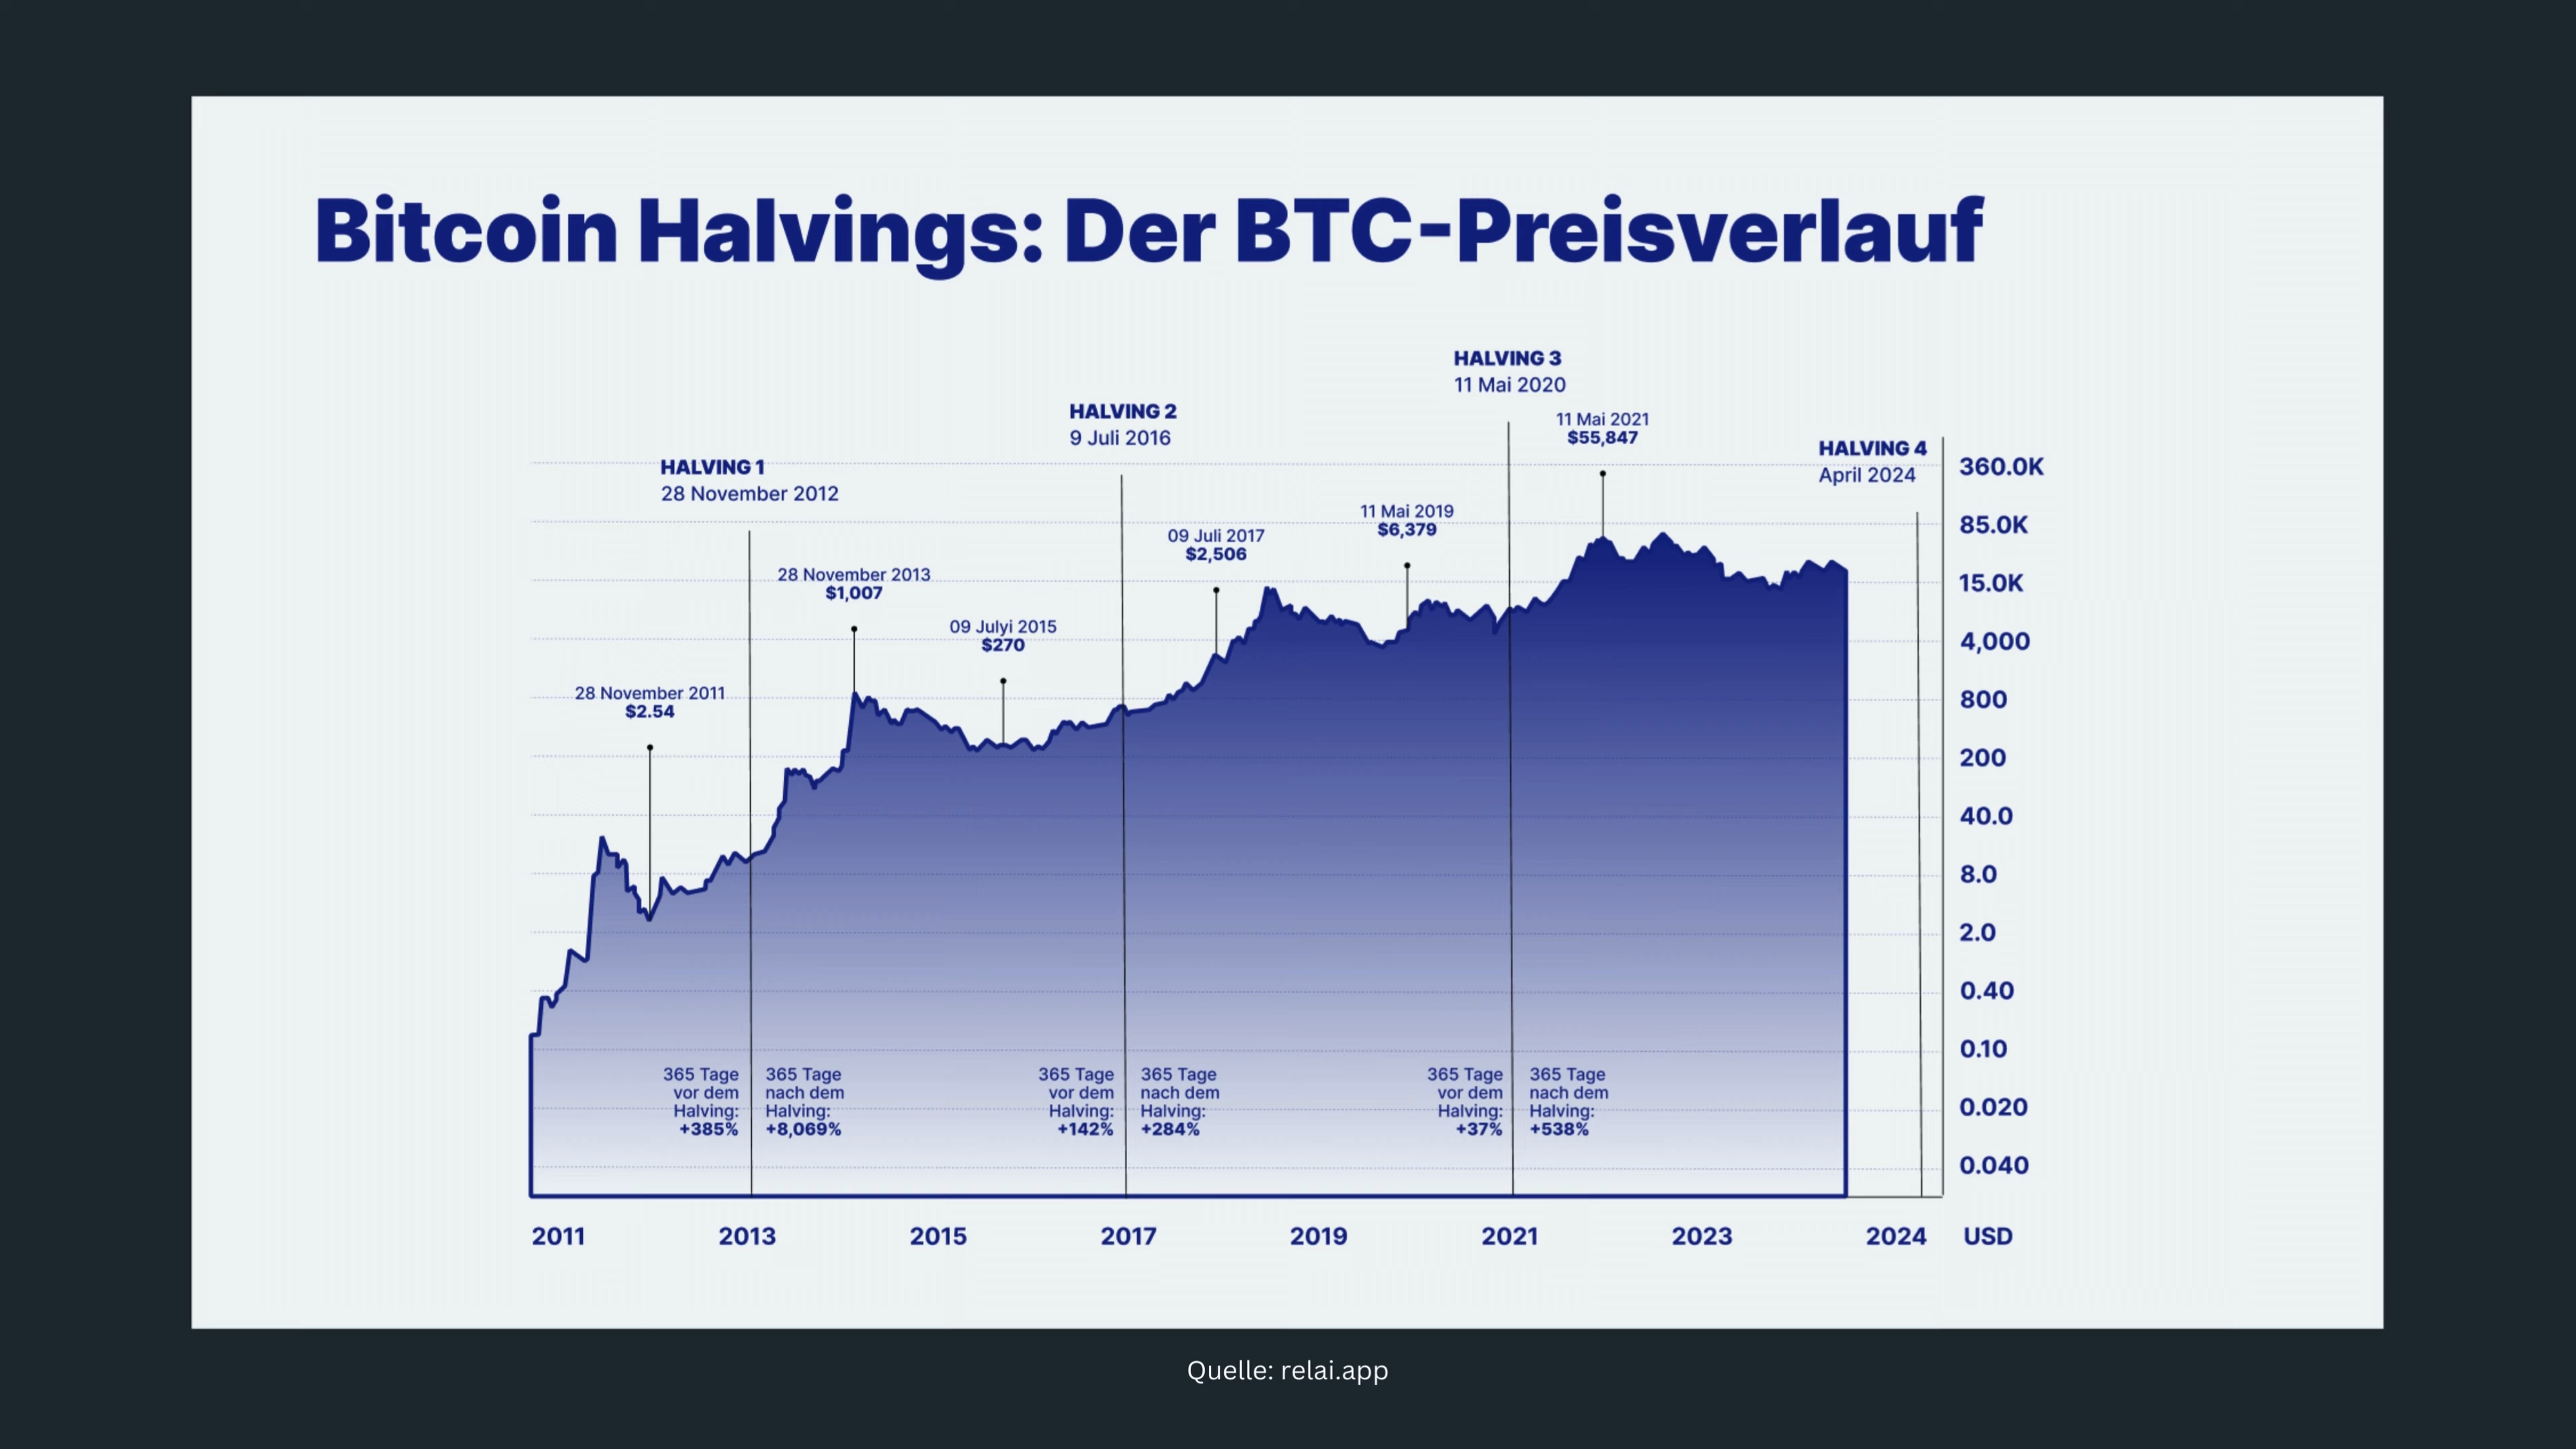 Bitcoin Halvings: Der BTC-Preisverlauf
HALVING 1
28 November 2012
HALVING 2
9 Juli 2016
HALVING 3
11 Mai 2020
HALVING 4
April 2024
28 November 2011
$2.54
28 November 2013
$1,007
09 Julyi 2015
$270
09 Juli 2017
$2,506
11 Mai 2019
$6,379
11 Mai 2021
$55,847
360.0K
85.0K
15.0K
4,000
800
200
40.0
8.0
2.0
0.40
0.10
0.020
0.040
365 Tage
vor dem
Halving:
+385%
365 Tage
nach dem
Halving:
+8,069%
365 Tage
vor dem
Halving:
+142%
365 Tage
nach dem
Halving:
+284%
365 Tage
vor dem
Halving:
+37%
365 Tage
nach dem
Halving:
+538%
2011
2013
2015
2017
2019
2021
2023
2024
USD
Quelle: relai.app